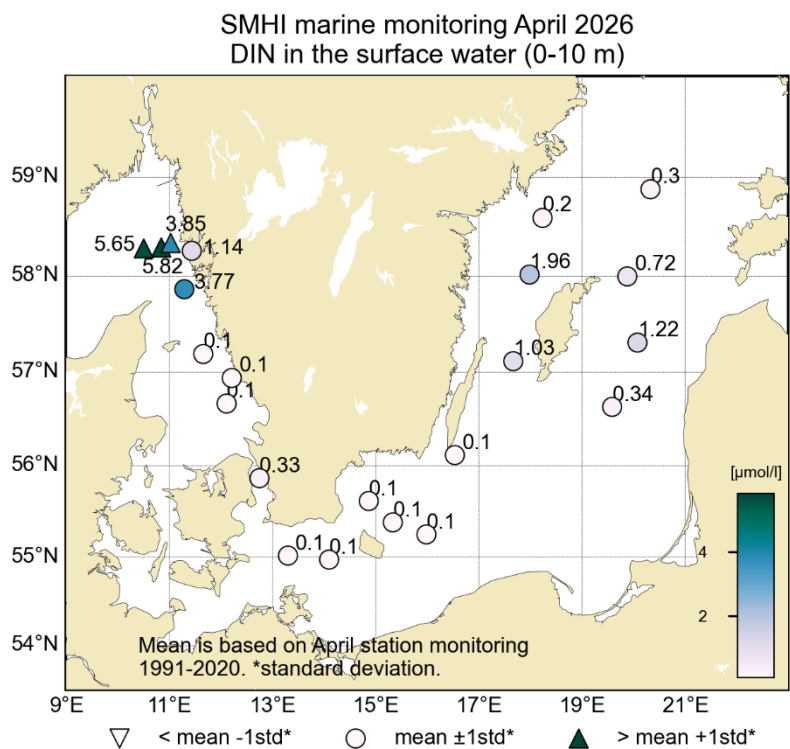 SMHI marine monitoring April 2026
DIN in the surface water (0-10 m)
59°N
58°N
57°N
56°N
55°N
54°N
0.3
0.2
3.85
5.65
1.14
5.82
1.96
0.72
3.77
0.1
1.22
0.1
1.03
0.1
0.34
0.1
0.33
0.1
0.1
0.1
0.1
0.1
[µmol/l]
4
2
Mean is based on April station monitoring
1991-2020. *standard deviation.
9°E 11°E 13°E 15°E 17°E 19°E 21°E
< mean -1std* mean ±1std* > mean +1std*